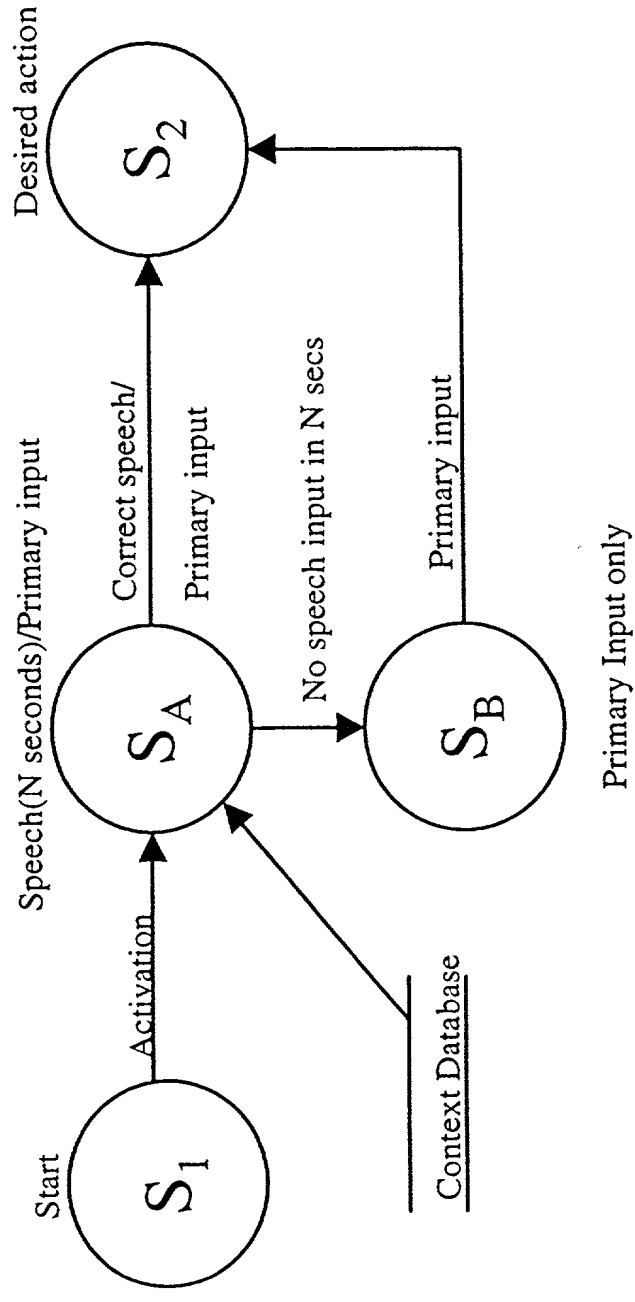 Start
S1
Activation
Speech(N seconds)/Primary input
SA
Correct speech/
Primary input
Desired action
S2
No speech input in N secs
Context Database
SB
Primary input
Primary Input only